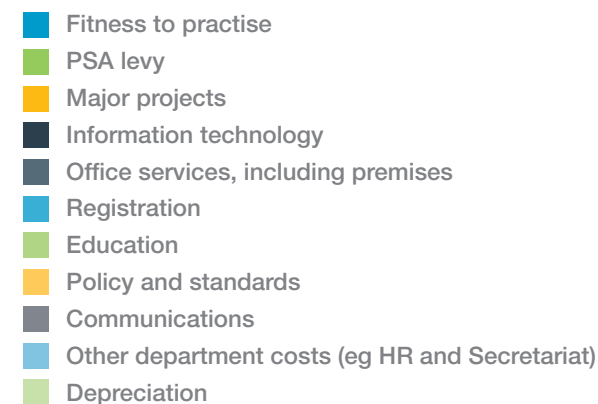 Fitness to practise
PSA levy
Major projects
Information technology
Office services, including premises
Registration
Education
Policy and standards
Communications
Other department costs (eg HR and Secretariat)
Depreciation